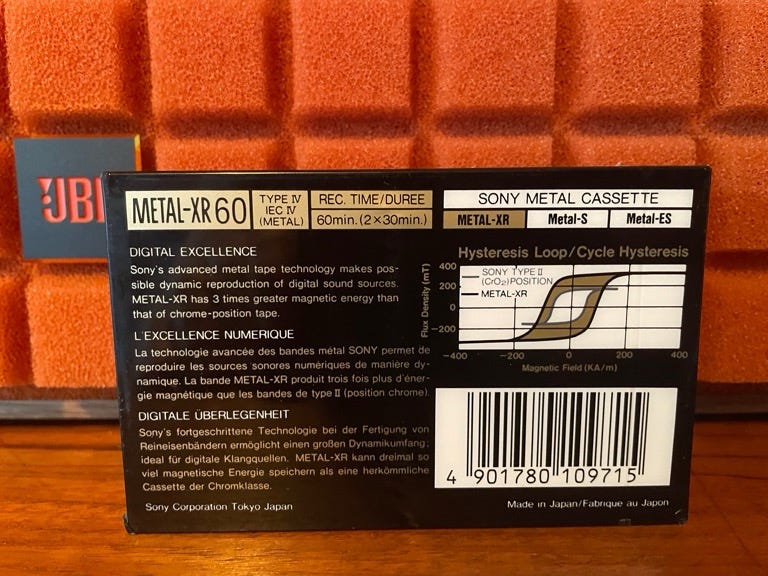 JBL
METAL-XR 60
TYPE IV
IEC IV
(METAL)
REC. TIME/DUREE
60min.(2×30min.)
SONY METAL CASSETTE
METAL-XR Metal-S Metal-ES
DIGITAL EXCELLENCE
Sony's advanced metal tape technology makes pos-
sible dynamic reproduction of digital sound sources.
METAL-XR has 3 times greater magnetic energy than
that of chrome-position tape.
L'EXCELLENCE NUMERIQUE
La technologie avancée des bandes métal SONY permet de
reproduire les sources sonores numériques de manière dy-
namique. La bande METAL-XR produit trois fois plus d'éner-
gie magnétique que les bandes de type II (position chrome).
DIGITALE ÜBERLEGENHEIT
Sony's fortgeschrittene Technologie bei der Fertigung von
Reineisenbändern ermöglicht einen großen Dynamikumfang;
ideal für digitale Klangquellen. METAL-XR kann dreimal so
viel magnetische Energie speichern als eine herkömmliche
Cassette der Chromklasse.
Sony Corporation Tokyo Japan
Hysteresis Loop/Cycle Hysteresis
SONY TYPE II
(CrO₂)POSITION
METAL-XR
Flux Density (mT)
400
200
0
-200
-400 -200 0 200 400
Magnetic Field (KA/m)
4 901780 109715
Made in Japan/Fabrique au Japon